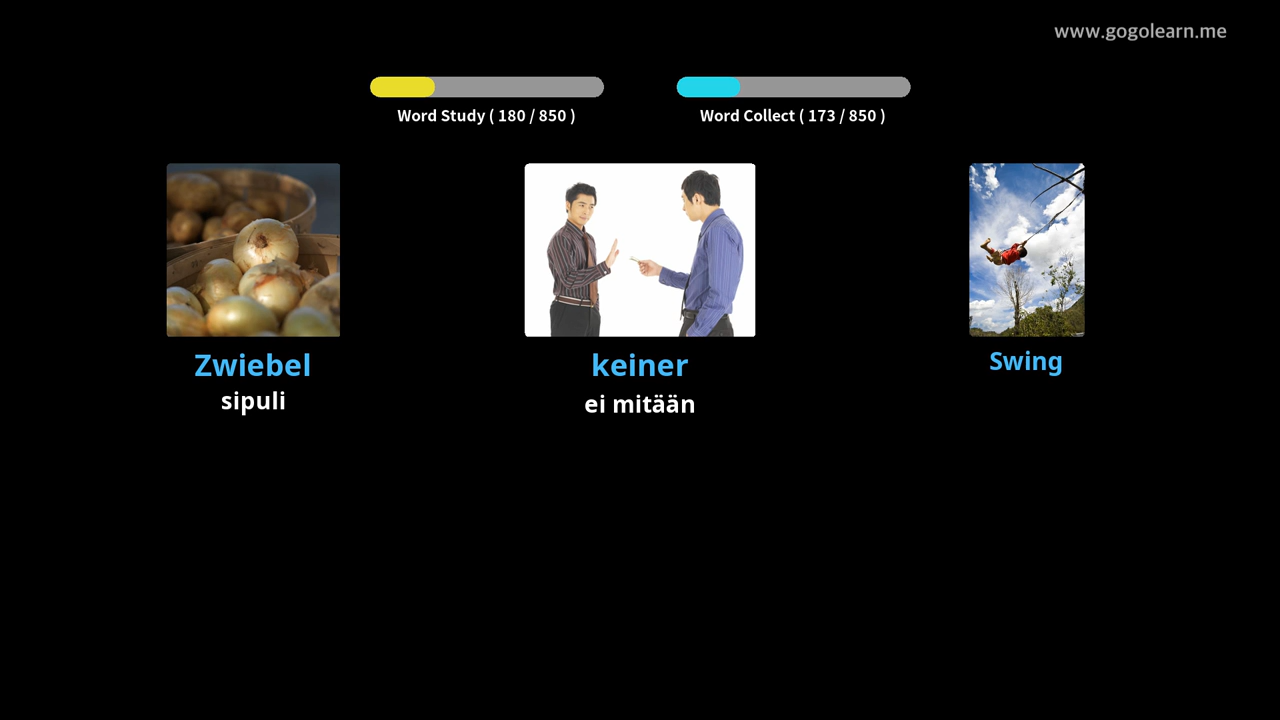 www.gogolearn.me
Word Study ( 180 / 850 )
Word Collect ( 173 / 850 )
Zwiebel
sipuli
keiner
ei mitään
Swing